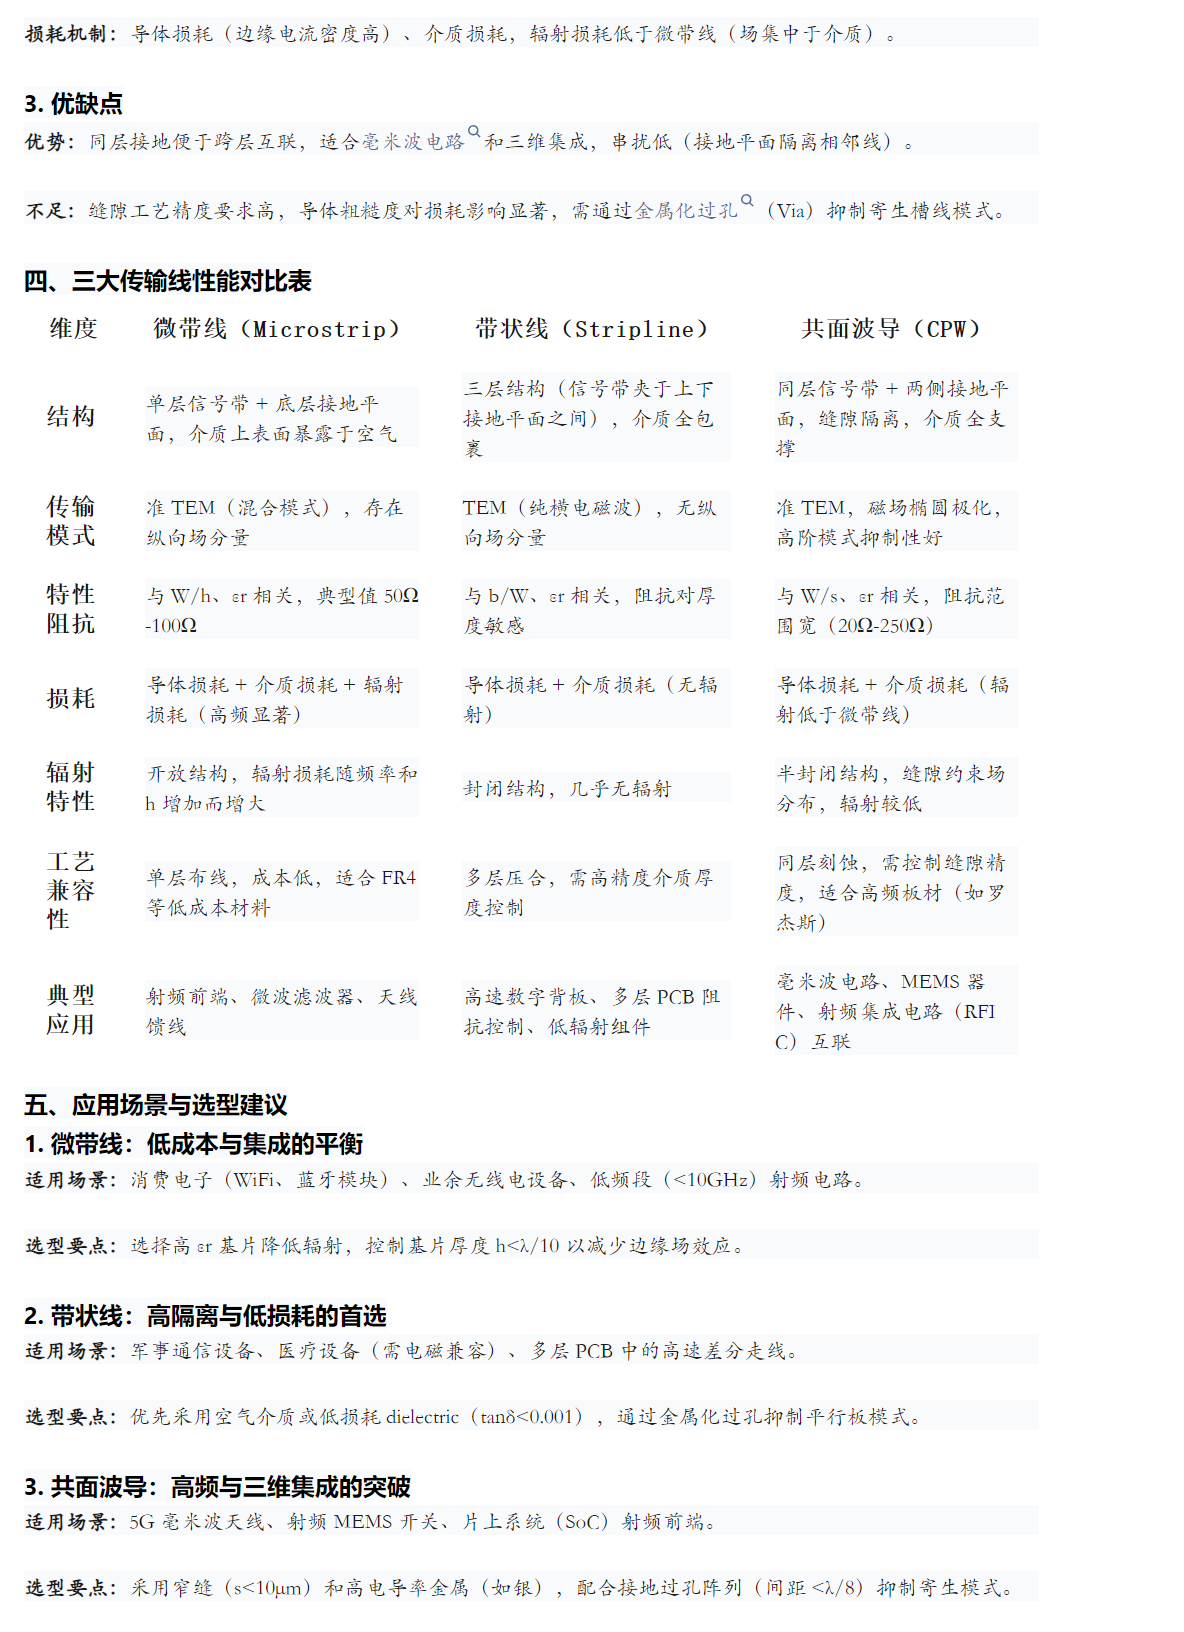 损耗机制：导体损耗（边缘电流密度高）、介质损耗，辐射损耗低于微带线（场集中于介质）。
3. 优缺点
优势：同层接地便于跨层互联，适合毫米波电路和三维集成，串扰低（接地平面隔离相邻线）。
不足：缝隙工艺精度要求高，导体粗糙度对损耗影响显著，需通过金属化过孔（Via）抑制寄生槽线模式。
四、三大传输线性能对比表
维度 微带线（Microstrip） 带状线（Stripline） 共面波导（CPW）
结构
单层信号带 + 底层接地平
面，介质上表面暴露于空气
三层结构（信号带夹于上下
接地平面之间），介质全包
裹
同层信号带 + 两侧接地平
面，缝隙隔离，介质全支
撑
传输
模式
准 TEM（混合模式），存在
纵向场分量
TEM（纯横电磁波），无纵
向场分量
准 TEM，磁场椭圆极化，
高阶模式抑制性好
特性
阻抗
与 W/h、εr 相关，典型值 50Ω
-100Ω
与 b/W、εr 相关，阻抗对厚
度敏感
与 W/s、εr 相关，阻抗范
围宽（20Ω-250Ω）
损耗
导体损耗 + 介质损耗 + 辐射
损耗（高频显著）
导体损耗 + 介质损耗（无辐
射）
导体损耗 + 介质损耗（辐
射低于微带线）
辐射
特性
开放结构，辐射损耗随频率和
h 增加而增大
封闭结构，几乎无辐射
半封闭结构，缝隙约束场
分布，辐射较低
工艺
兼容
性
单层布线，成本低，适合 FR4
等低成本材料
多层压合，需高精度介质厚
度控制
同层刻蚀，需控制缝隙精
度，适合高频板材（如罗
杰斯）
典型
应用
射频前端、微波滤波器、天线
馈线
高速数字背板、多层 PCB 阻
抗控制、低辐射组件
毫米波电路、MEMS 器
件、射频集成电路（RFI
C）互联
五、应用场景与选型建议
1. 微带线：低成本与集成的平衡
适用场景：消费电子（WiFi、蓝牙模块）、业余无线电设备、低频段（<10GHz）射频电路。
选型要点：选择高 εr 基片降低辐射，控制基片厚度 h<λ/10 以减少边缘场效应。
2. 带状线：高隔离与低损耗的首选
适用场景：军事通信设备、医疗设备（需电磁兼容）、多层 PCB 中的高速差分走线。
选型要点：优先采用空气介质或低损耗 dielectric（tanδ<0.001），通过金属化过孔抑制平行板模式。
3. 共面波导：高频与三维集成的突破
适用场景：5G 毫米波天线、射频 MEMS 开关、片上系统（SoC）射频前端。
选型要点：采用窄缝（s<10μm）和高电导率金属（如银），配合接地过孔阵列（间距 <λ/8）抑制寄生模式。